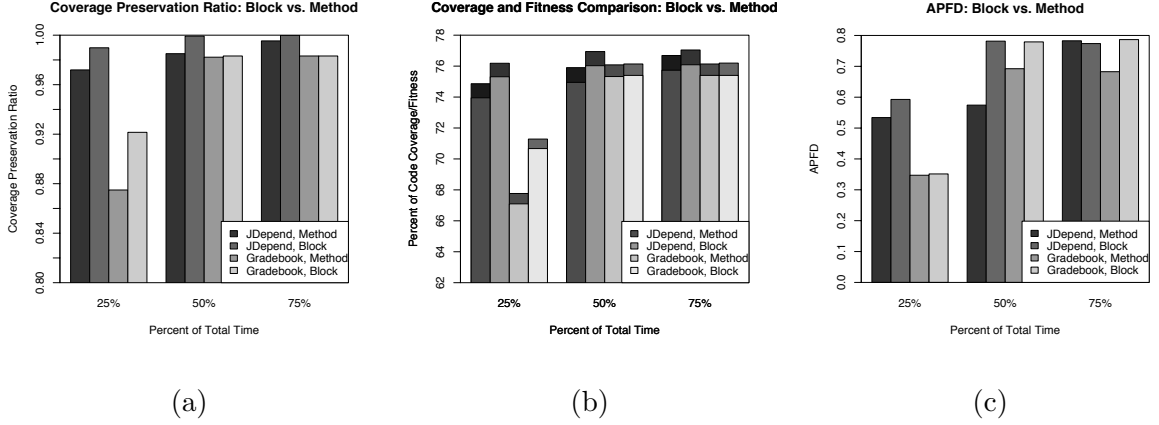 Coverage Preservation Ratio: Block vs. Method
Coverage Preservation Ratio
1.00
0.96
0.92
0.88
0.84
0.80
JDepend, Method
JDepend, Block
Gradebook, Method
Gradebook, Block
25%
50%
75%
Percent of Total Time
(a)
Coverage and Fitness Comparison: Block vs. Method
Percent of Code Coverage/Fitness
78
76
74
72
70
68
66
64
62
JDepend, Method
JDepend, Block
Gradebook, Method
Gradebook, Block
25%
50%
75%
Percent of Total Time
(b)
APFD: Block vs. Method
APFD
0.8
0.7
0.6
0.5
0.4
0.3
0.2
0.1
0.0
JDepend, Method
JDepend, Block
Gradebook, Method
Gradebook, Block
25%
50%
75%
Percent of Total Time
(c)